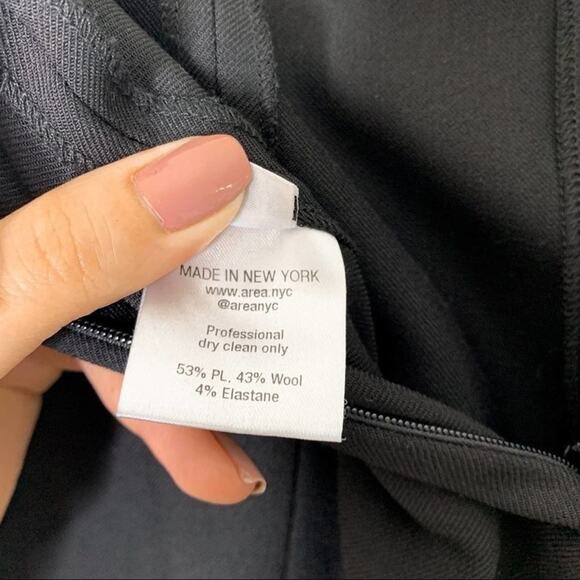 MADE IN NEW YORK
www.area.nyc
@areanyc
Professional
dry clean only
53% PL, 43% Wool
4% Elastane